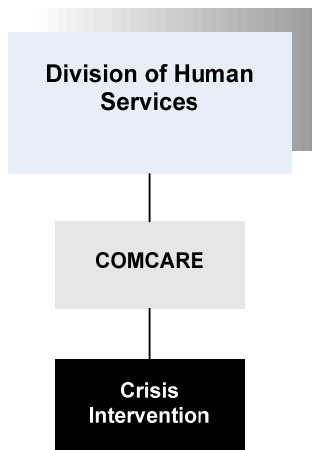 Division of Human
Services
COMCARE
Crisis
Intervention